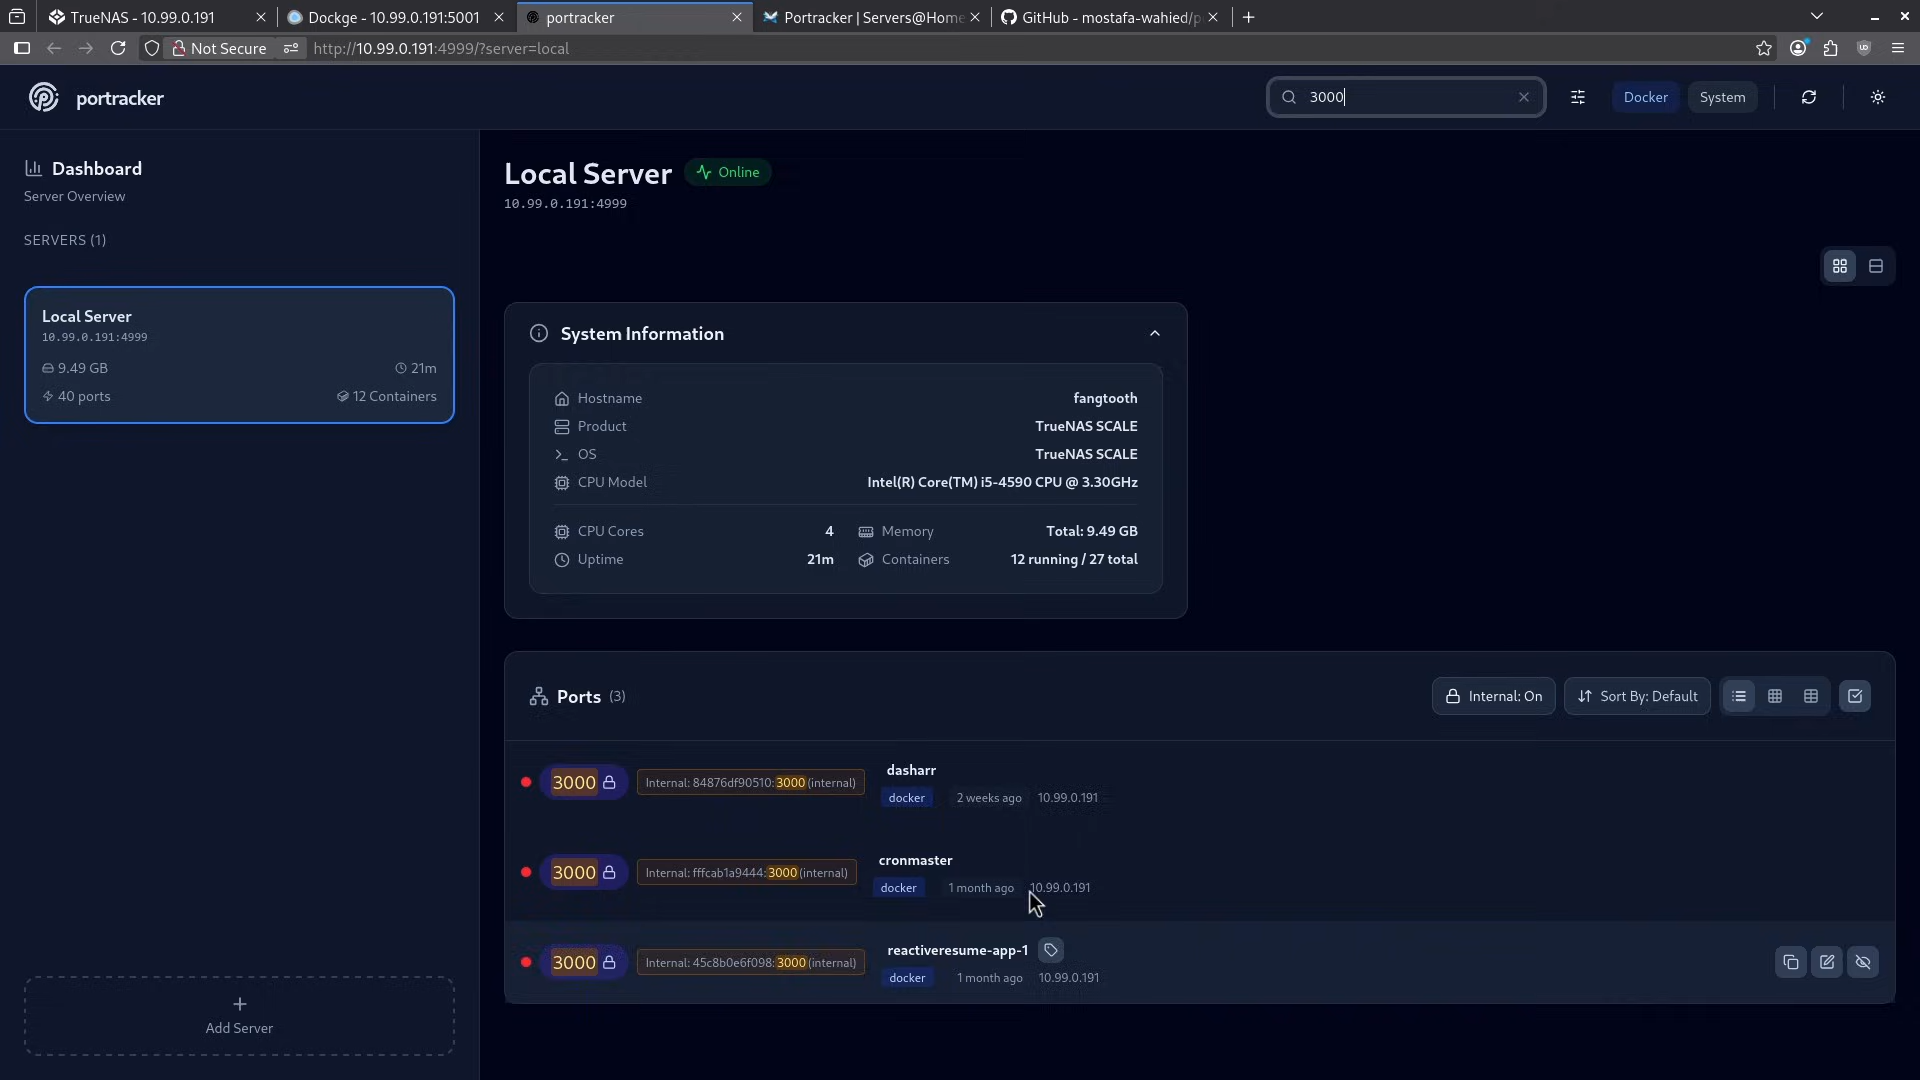 TrueNAS - 10.99.0.191
Dockge - 10.99.0.191:5001
portracker
Portracker | Servers@Home
GitHub - mostafa-wahied/p
Not Secure
http://10.99.0.191:4999/?server=local
portracker
3000
Docker
System
Dashboard
Server Overview
SERVERS (1)
Local Server
10.99.0.191:4999
9.49 GB
21m
40 ports
12 Containers
Add Server
Local Server
Online
10.99.0.191:4999
System Information
Hostname
fangtooth
Product
TrueNAS SCALE
OS
TrueNAS SCALE
CPU Model
Intel(R) Core(TM) i5-4590 CPU @ 3.30GHz
CPU Cores
4
Memory
Total: 9.49 GB
Uptime
21m
Containers
12 running / 27 total
Ports (3)
Internal: On
Sort By: Default
3000
Internal: 84876df90510:3000(internal)
dasharr
docker
2 weeks ago
10.99.0.191
3000
Internal: fffcab1a9444:3000(internal)
cronmaster
docker
1 month ago
10.99.0.191
3000
Internal: 45c8b0e6f098:3000(internal)
reactiveresume-app-1
docker
1 month ago
10.99.0.191